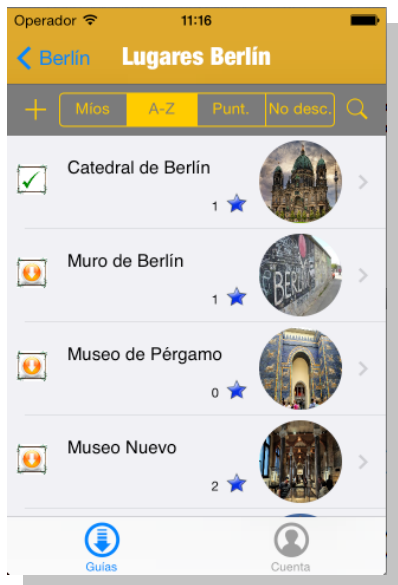 Operador 11:16
Berlín Lugares Berlín
Míos A-Z Punt. No desc.
Catedral de Berlín
1
Muro de Berlín
1
BERL
Museo de Pérgamo
0
Museo Nuevo
2
Guías Cuenta